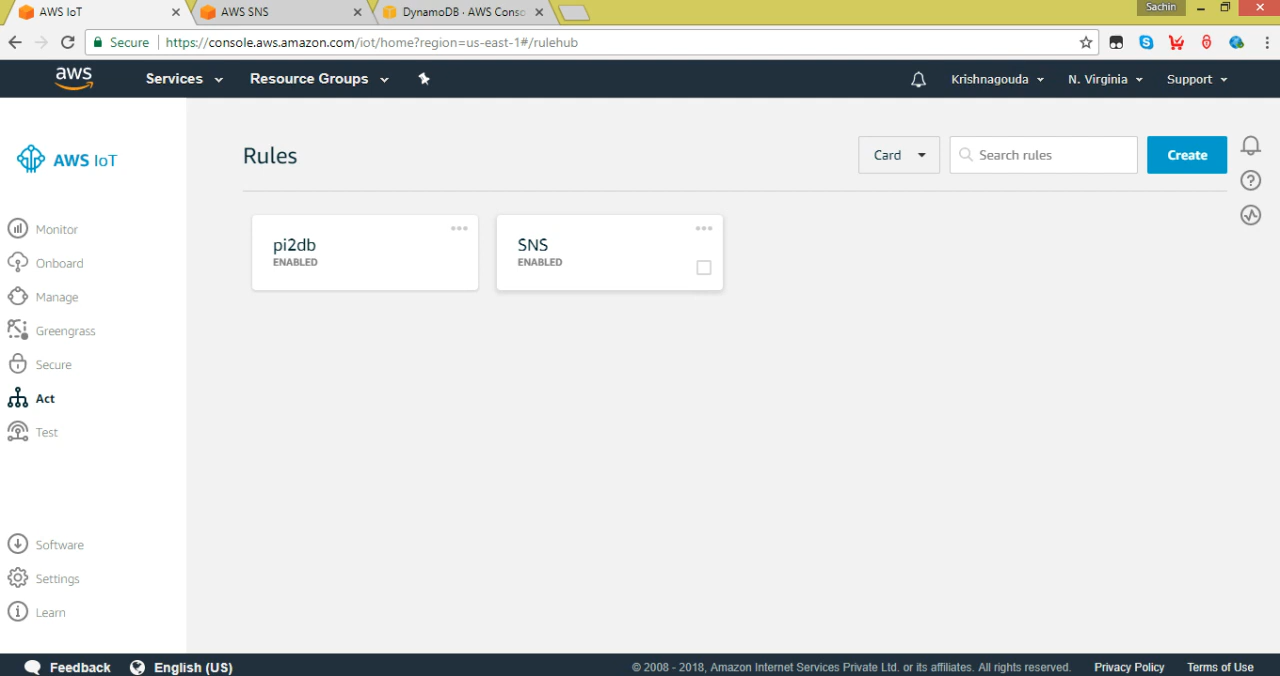 AWS IoT
AWS SNS
DynamoDB · AWS Conso
Sachin
Secure
https://console.aws.amazon.com/iot/home?region=us-east-1#/rulehub
aws
Services
Resource Groups
Krishnagouda
N. Virginia
Support
AWS IoT
Monitor
Onboard
Manage
Greengrass
Secure
Act
Test
Software
Settings
Learn
Rules
Card
Search rules
Create
pi2db
ENABLED
SNS
ENABLED
Feedback
English (US)
© 2008 - 2018, Amazon Internet Services Private Ltd. or its affiliates. All rights reserved.
Privacy Policy
Terms of Use